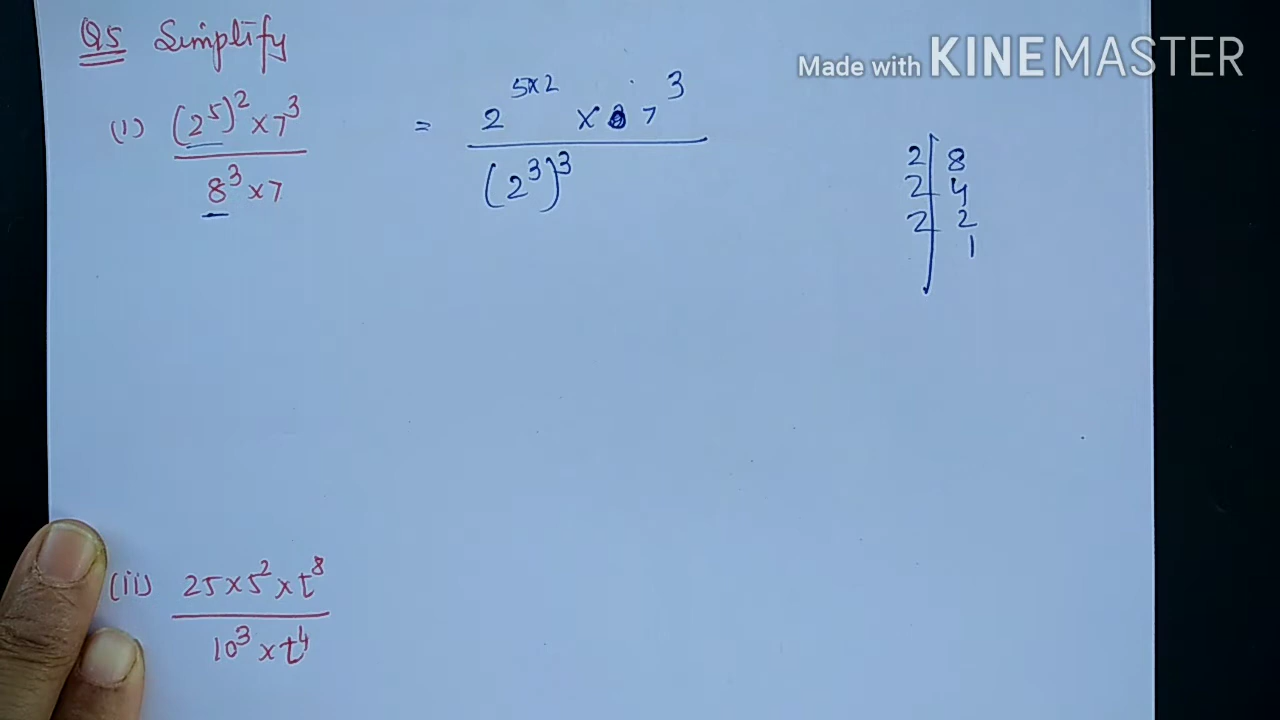 Q5 Simplify
Made with KINEMASTER
(i) (2^5)^2 × 7^3 / 8^3 × 7 = 2^(5×2) × 7^3 / (2^3)^3
2 | 8
2 | 4
2 | 2
1
(ii) 25 × 5^2 × t^8 / 10^3 × t^4